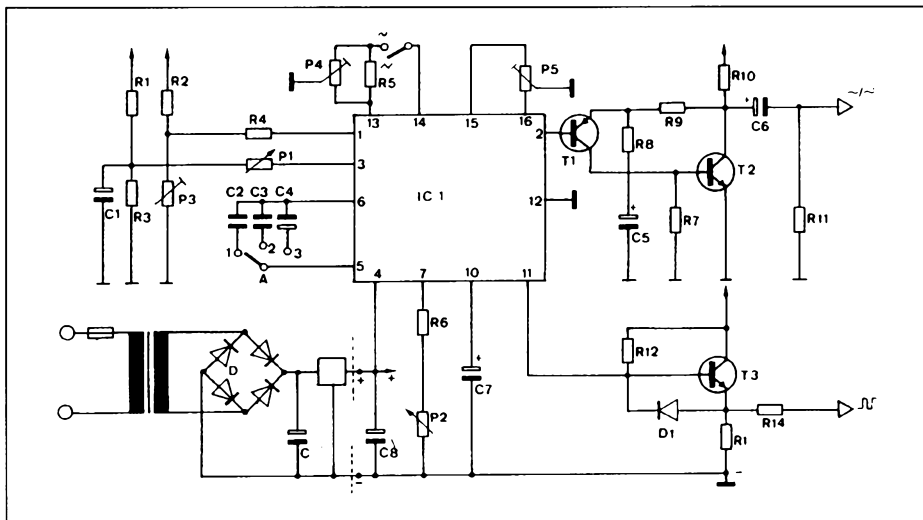 R1
R2
P4
R5
~
~
P5
R10
13
14
15
16
R4
1
2
T1
R8
R9
+
C6
~/~
P1
3
T2
C1
R3
P3
C2
C3
C4
6
IC 1
12
+
C5
R7
R11
1
2
3
A
5
4
7
10
11
D
+
+
R6
+
C7
R12
T3
P2
D1
R14
C
C8
R1
-
-